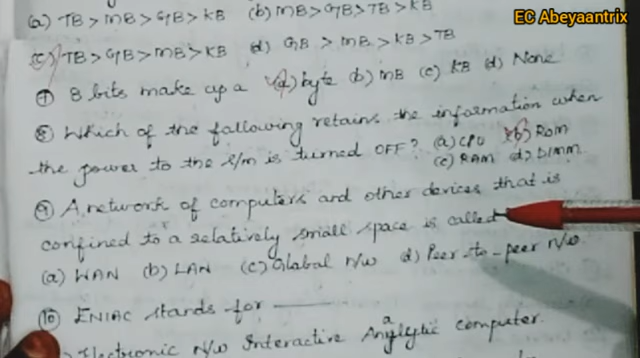 EC Abeyaantrix
(a) TB > MB > GB > KB (b) MB > GB > TB > KB
(c) TB > GB > MB > KB (d) GB > MB > KB > TB
(7) 8 bits make up a (a) byte (b) MB (c) KB (d) None
(8) Which of the following retains the information when
the power to the s/m is turned OFF? (a) CPU (b) ROM
(c) RAM (d) DIMM.
(9) A network of computers and other devices that is
confined to a relatively small space is called
(a) WAN (b) LAN (c) Global n/w (d) Peer-to-peer n/w
(10) ENIAC stands for
Electronic N/w Interactive Analytic computer.